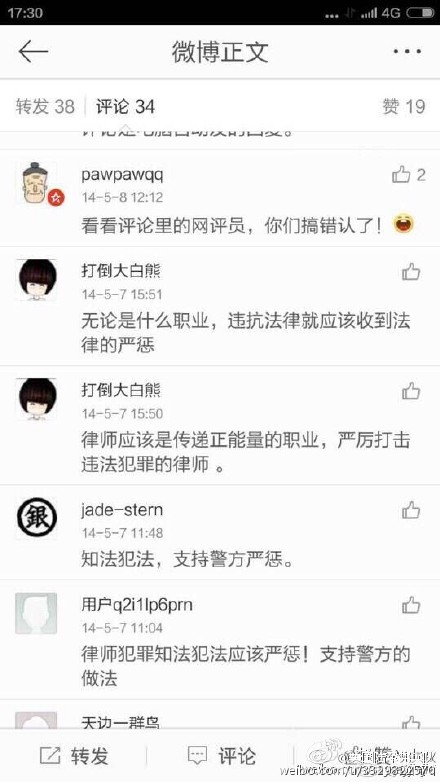 17:30
4G
微博正文
转发 38 评论 34 赞 19
pawpawqq
2
14-5-8 12:12
看看评论里的网评员，你们搞错认了！
打倒大白熊
14-5-7 15:51
无论是什么职业，违抗法律就应该收到法
律的严惩
打倒大白熊
14-5-7 15:50
律师应该是传递正能量的职业，严厉打击
违法犯罪的律师 。
銀
jade-stern
14-5-7 11:48
知法犯法，支持警方严惩。
用户q2i1lp6prn
14-5-7 11:04
律师犯罪知法犯法应该严惩！支持警方的
做法
天边一群鸟
转发 评论 赞